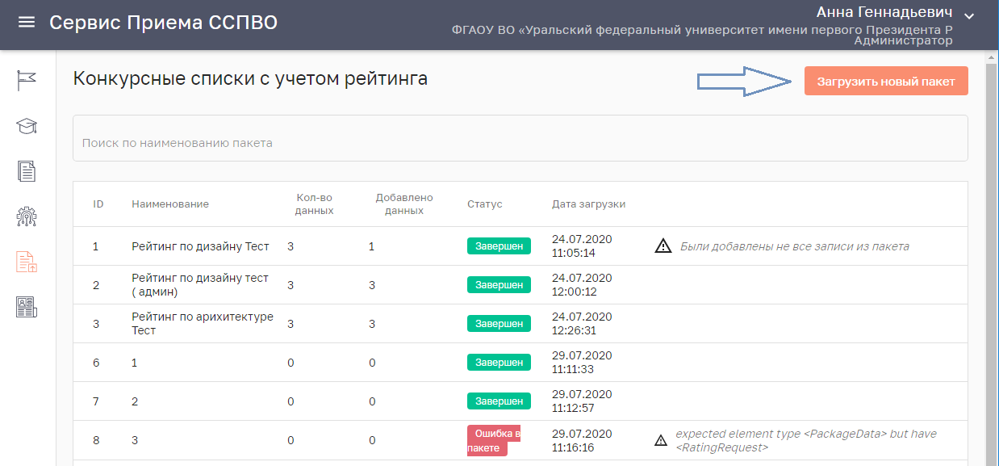 Сервис Приема ССПВО
Анна Геннадьевич
ФГАОУ ВО «Уральский федеральный университет имени первого Президента Р
Администратор
Конкурсные списки с учетом рейтинга
Загрузить новый пакет
Поиск по наименованию пакета
ID Наименование Кол-во данных Добавлено данных Статус Дата загрузки
1 Рейтинг по дизайну Тест 3 1 Завершен 24.07.2020 11:05:14 Были добавлены не все записи из пакета
2 Рейтинг по дизайну тест ( админ) 3 3 Завершен 24.07.2020 12:00:12
3 Рейтинг по арихитектуре Тест 3 3 Завершен 24.07.2020 12:26:31
6 1 0 0 Завершен 29.07.2020 11:11:33
7 2 0 0 Завершен 29.07.2020 11:12:57
8 3 0 0 Ошибка в пакете 29.07.2020 11:16:16 expected element type <PackageData> but have <RatingRequest>